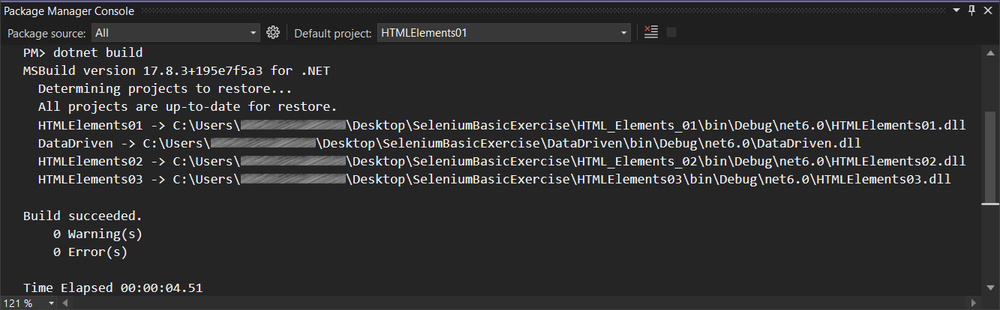 Package Manager Console
Package source: All Default project: HTMLElements01
PM> dotnet build
MSBuild version 17.8.3+195e7f5a3 for .NET
Determining projects to restore...
All projects are up-to-date for restore.
HTMLElements01 -> C:\Users\ \Desktop\SeleniumBasicExercise\HTML_Elements_01\bin\Debug\net6.0\HTMLElements01.dll
DataDriven -> C:\Users\ \Desktop\SeleniumBasicExercise\DataDriven\bin\Debug\net6.0\DataDriven.dll
HTMLElements02 -> C:\Users\ \Desktop\SeleniumBasicExercise\HTML_Elements_02\bin\Debug\net6.0\HTMLElements02.dll
HTMLElements03 -> C:\Users\ \Desktop\SeleniumBasicExercise\HTMLElements03\bin\Debug\net6.0\HTMLElements03.dll
Build succeeded.
0 Warning(s)
0 Error(s)
Time Elapsed 00:00:04.51
121 %